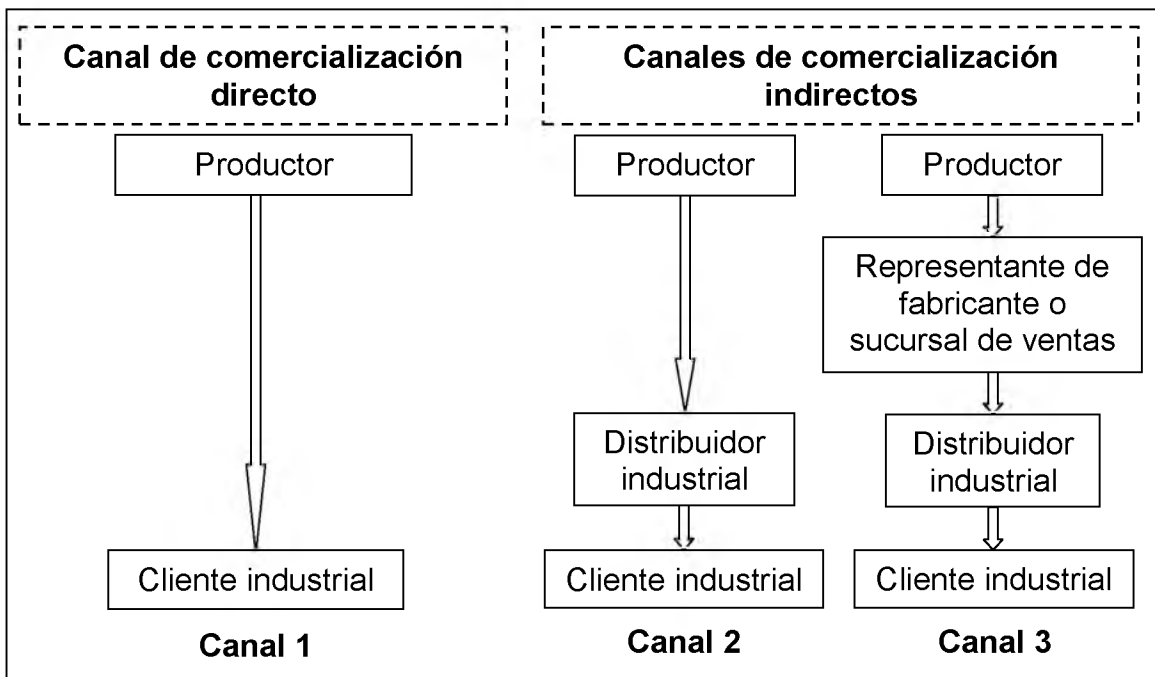 Canal de comercialización
directo
Canales de comercialización
indirectos
Productor
Cliente industrial
Canal 1
Productor
Distribuidor
industrial
Cliente industrial
Canal 2
Productor
Representante de
fabricante o
sucursal de ventas
Distribuidor
industrial
Cliente industrial
Canal 3